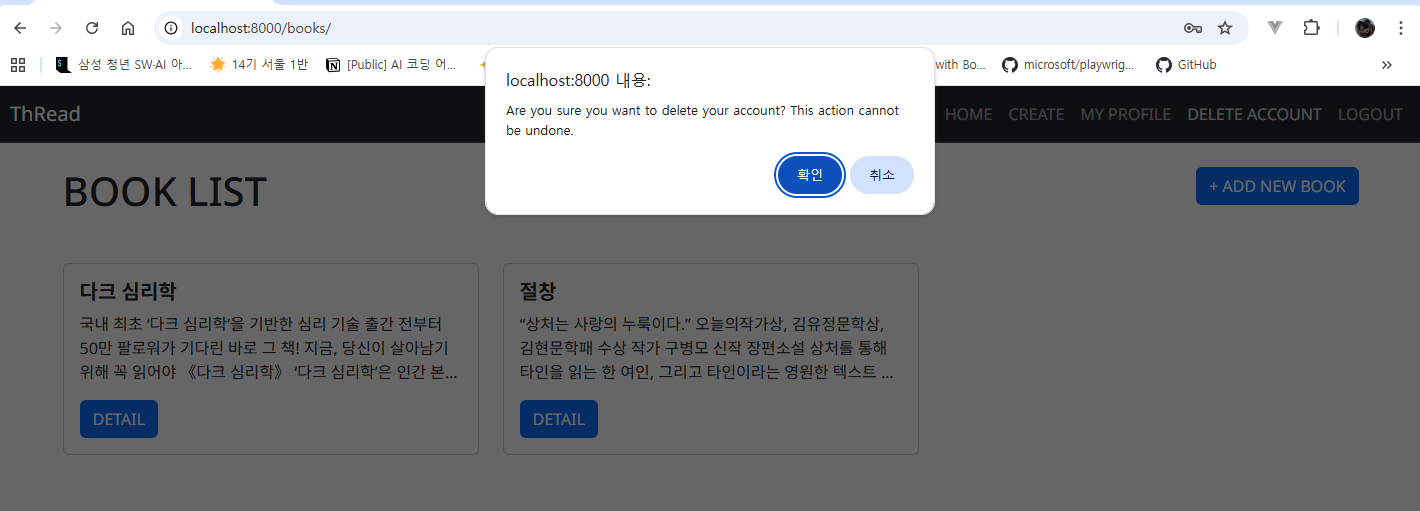 localhost:8000/books/
삼성 청년 SW·AI 아...
14기 서울 1반
[Public] AI 코딩 어...
with Bo...
microsoft/playwrig...
GitHub
localhost:8000 내용:
Are you sure you want to delete your account? This action cannot
be undone.
확인
취소
ThRead
HOME
CREATE
MY PROFILE
DELETE ACCOUNT
LOGOUT
BOOK LIST
+ ADD NEW BOOK
다크 심리학
국내 최초 ‘다크 심리학’을 기반한 심리 기술 출간 전부터
50만 팔로워가 기다린 바로 그 책! 지금, 당신이 살아남기
위해 꼭 읽어야 《다크 심리학》 ‘다크 심리학’은 인간 본...
DETAIL
절창
“상처는 사랑의 누룩이다.” 오늘의작가상, 김유정문학상,
김현문학패 수상 작가 구병모 신작 장편소설 상처를 통해
타인을 읽는 한 여인, 그리고 타인이라는 영원한 텍스트 ...
DETAIL